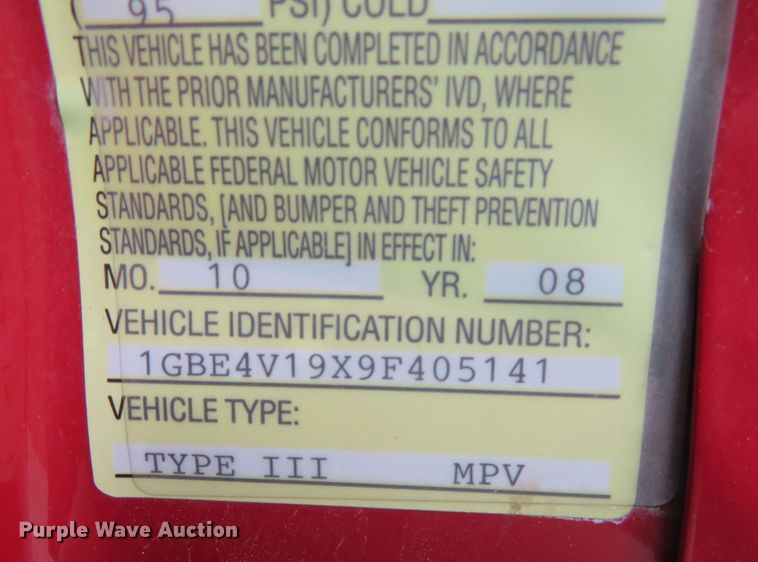 ( 95 PSI) COLD
THIS VEHICLE HAS BEEN COMPLETED IN ACCORDANCE
WITH THE PRIOR MANUFACTURERS' IVD, WHERE
APPLICABLE. THIS VEHICLE CONFORMS TO ALL
APPLICABLE FEDERAL MOTOR VEHICLE SAFETY
STANDARDS, [AND BUMPER AND THEFT PREVENTION
STANDARDS, IF APPLICABLE] IN EFFECT IN:
MO. 10 YR. 08
VEHICLE IDENTIFICATION NUMBER:
1GBE4V19X9F405141
VEHICLE TYPE:
TYPE III MPV
Purple Wave Auction